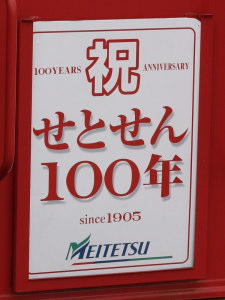 100YEARS 祝 ANNIVERSARY
せとせん
100年
since1905
MEITETSU